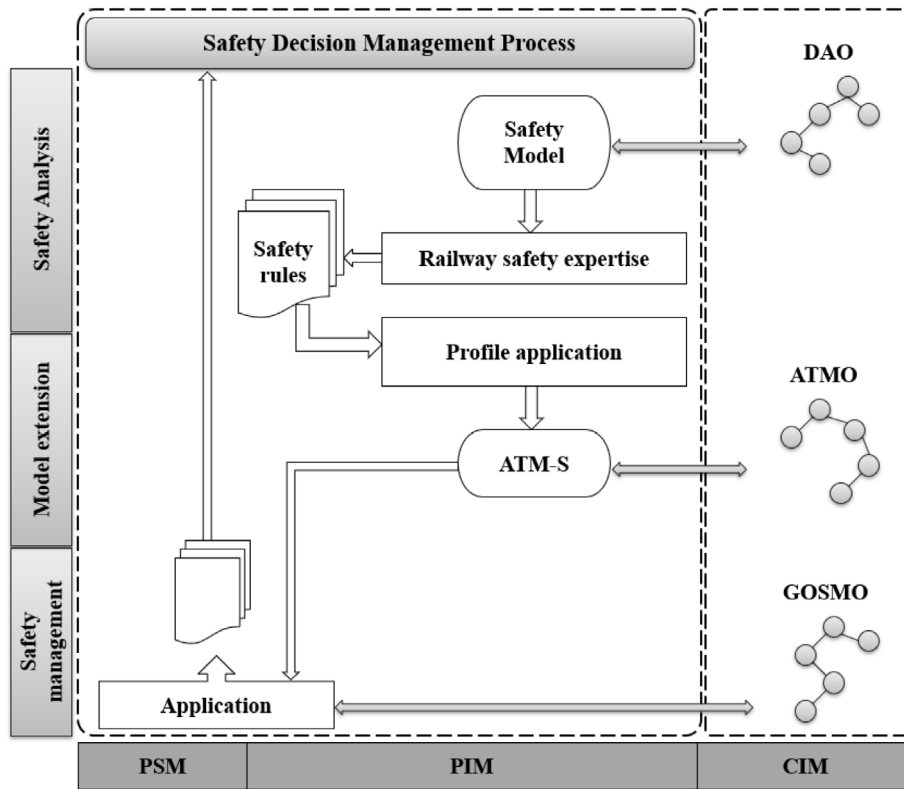 Safety Decision Management Process
DAO
Safety Analysis
Safety
Model
Safety
rules
Railway safety expertise
Profile application
ATMO
Model extension
ATM-S
GOSMO
Safety
management
Application
PSM
PIM
CIM